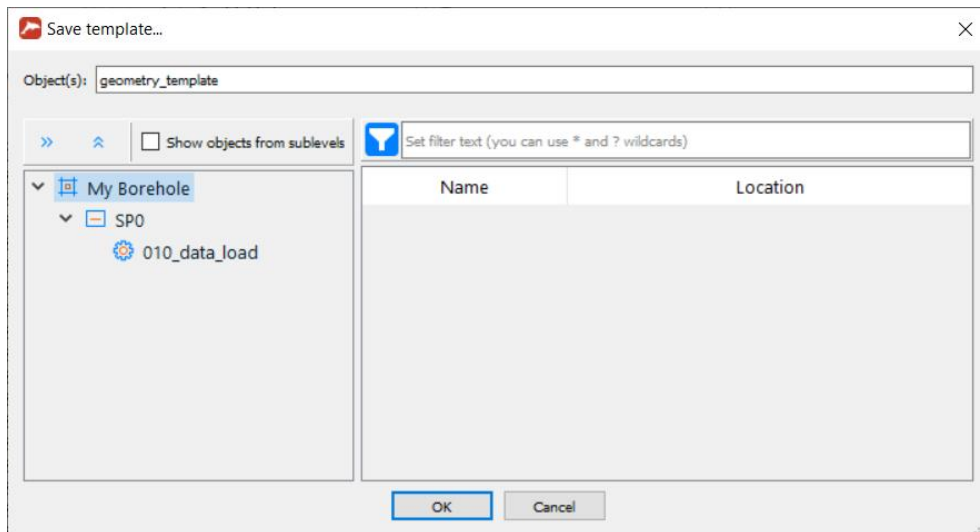 Save template...
Object(s): geometry_template
Show objects from sublevels
Set filter text (you can use * and ? wildcards)
My Borehole
SP0
010_data_load
Name Location
OK Cancel